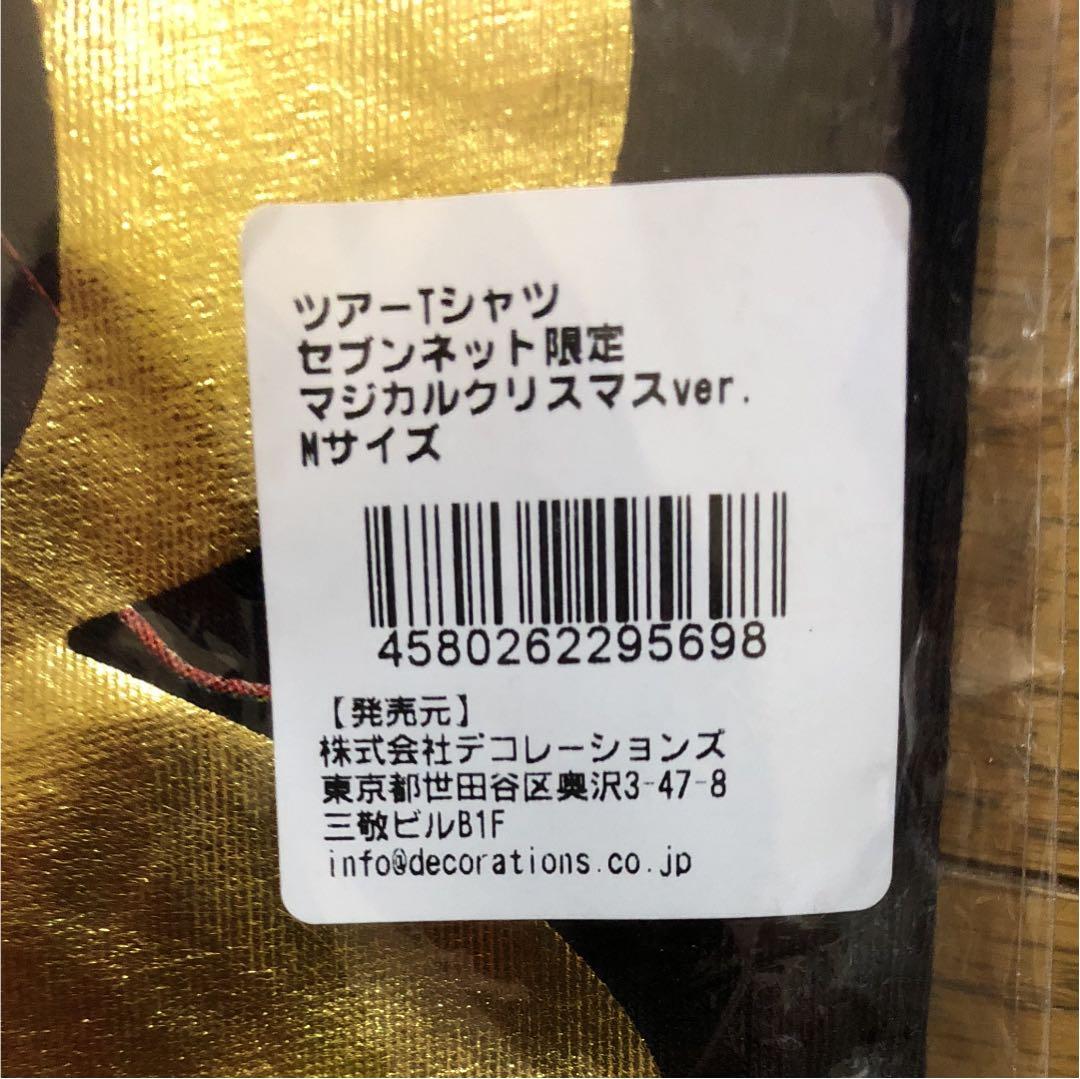 ツアーTシャツ
セブンネット限定
マジカルクリスマスver.
Mサイズ
4580262295698
【発売元】
株式会社デコレーションズ
東京都世田谷区奥沢3-47-8
三敬ビルB1F
info@decorations.co.jp